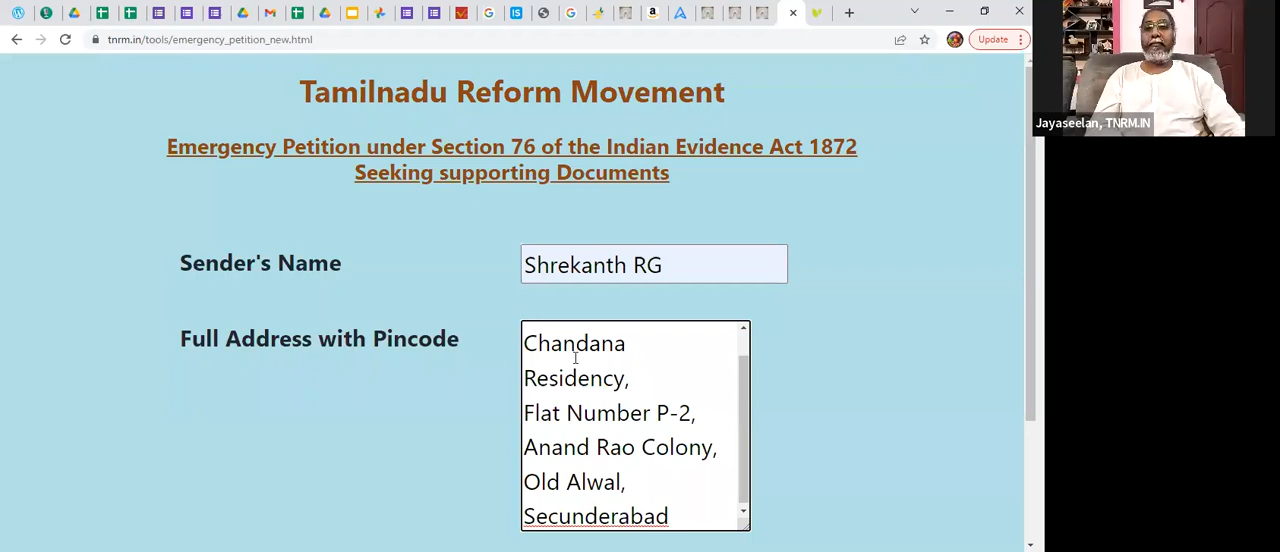 Update
tnrm.in/tools/emergency_petition_new.html
Jayaseelan, TNRM.IN
Tamilnadu Reform Movement
Emergency Petition under Section 76 of the Indian Evidence Act 1872
Seeking supporting Documents
Sender's Name
Shrekanth RG
Full Address with Pincode
Chandana
Residency,
Flat Number P-2,
Anand Rao Colony,
Old Alwal,
Secunderabad